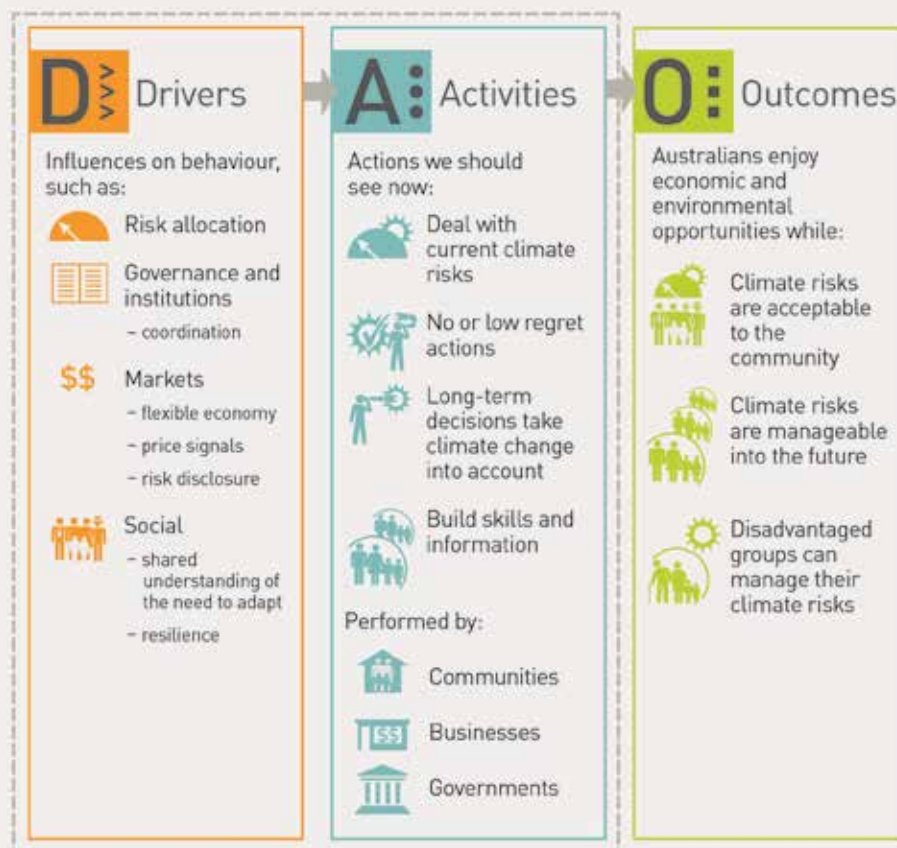 D Drivers
Influences on behaviour,
such as:
Risk allocation
Governance and
institutions
– coordination
$$ Markets
– flexible economy
– price signals
– risk disclosure
Social
– shared
understanding of
the need to adapt
– resilience
A Activities
Actions we should
see now:
Deal with
current climate
risks
No or low regret
actions
Long-term
decisions take
climate change
into account
Build skills and
information
Performed by:
Communities
$$ Businesses
Governments
O Outcomes
Australians enjoy
economic and
environmental
opportunities while:
Climate risks
are acceptable
to the
community
Climate risks
are manageable
into the future
Disadvantaged
groups can
manage their
climate risks